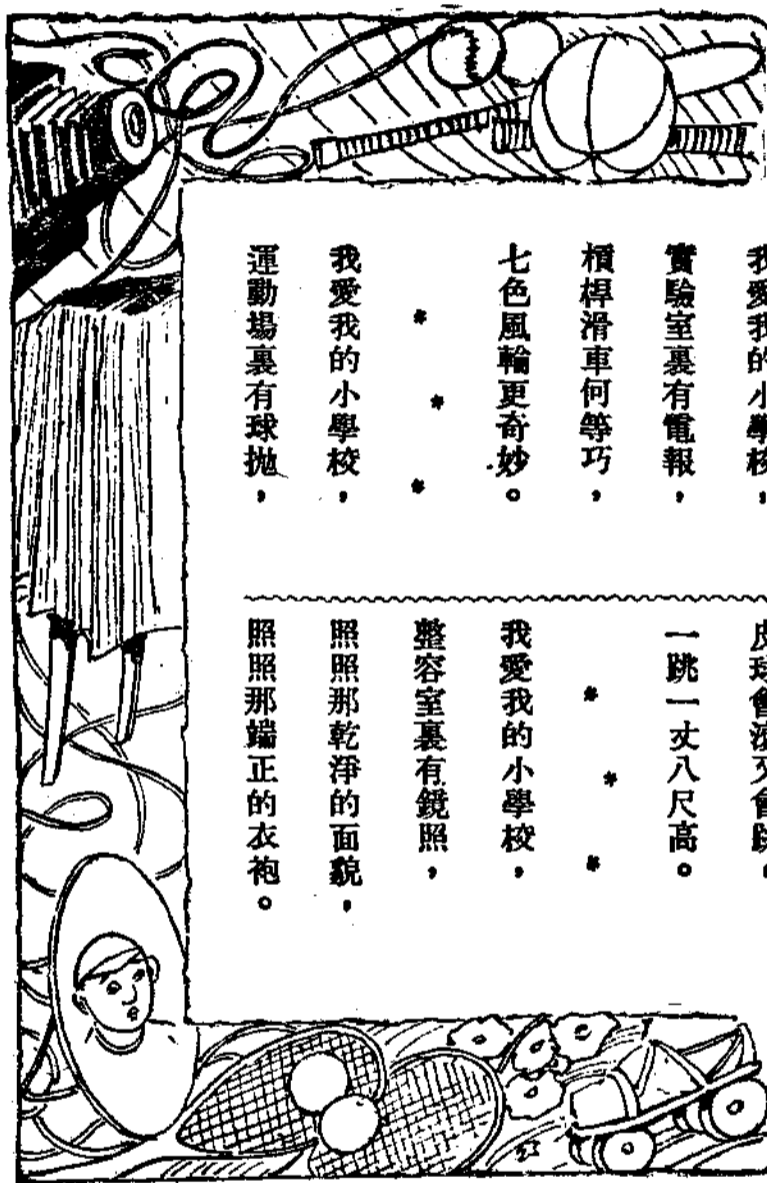 我愛我的小學校，
實驗室裏有電報，
槓桿滑車何等巧，
七色風輪更奇妙。
* * *
我愛我的小學校，
運動場裏有球拋，
皮球會滾又會跳，
一跳一丈八尺高。
* * *
我愛我的小學校，
整容室裏有鏡照，
照照那乾淨的面貌，
照照那端正的衣袍。